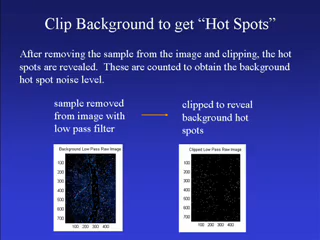 Clip Background to get “Hot Spots”
After removing the sample from the image and clipping, the hot
spots are revealed.  These are counted to obtain the background
hot spot noise level.
sample removed
from image with
low pass filter
clipped to reveal
background hot
spots
Background Low-Pass Raw Image
100
200
300
400
500
600
700
100 200 300 400
Clipped Low-Pass Raw Image
100
200
300
400
500
600
700
100 200 300 400